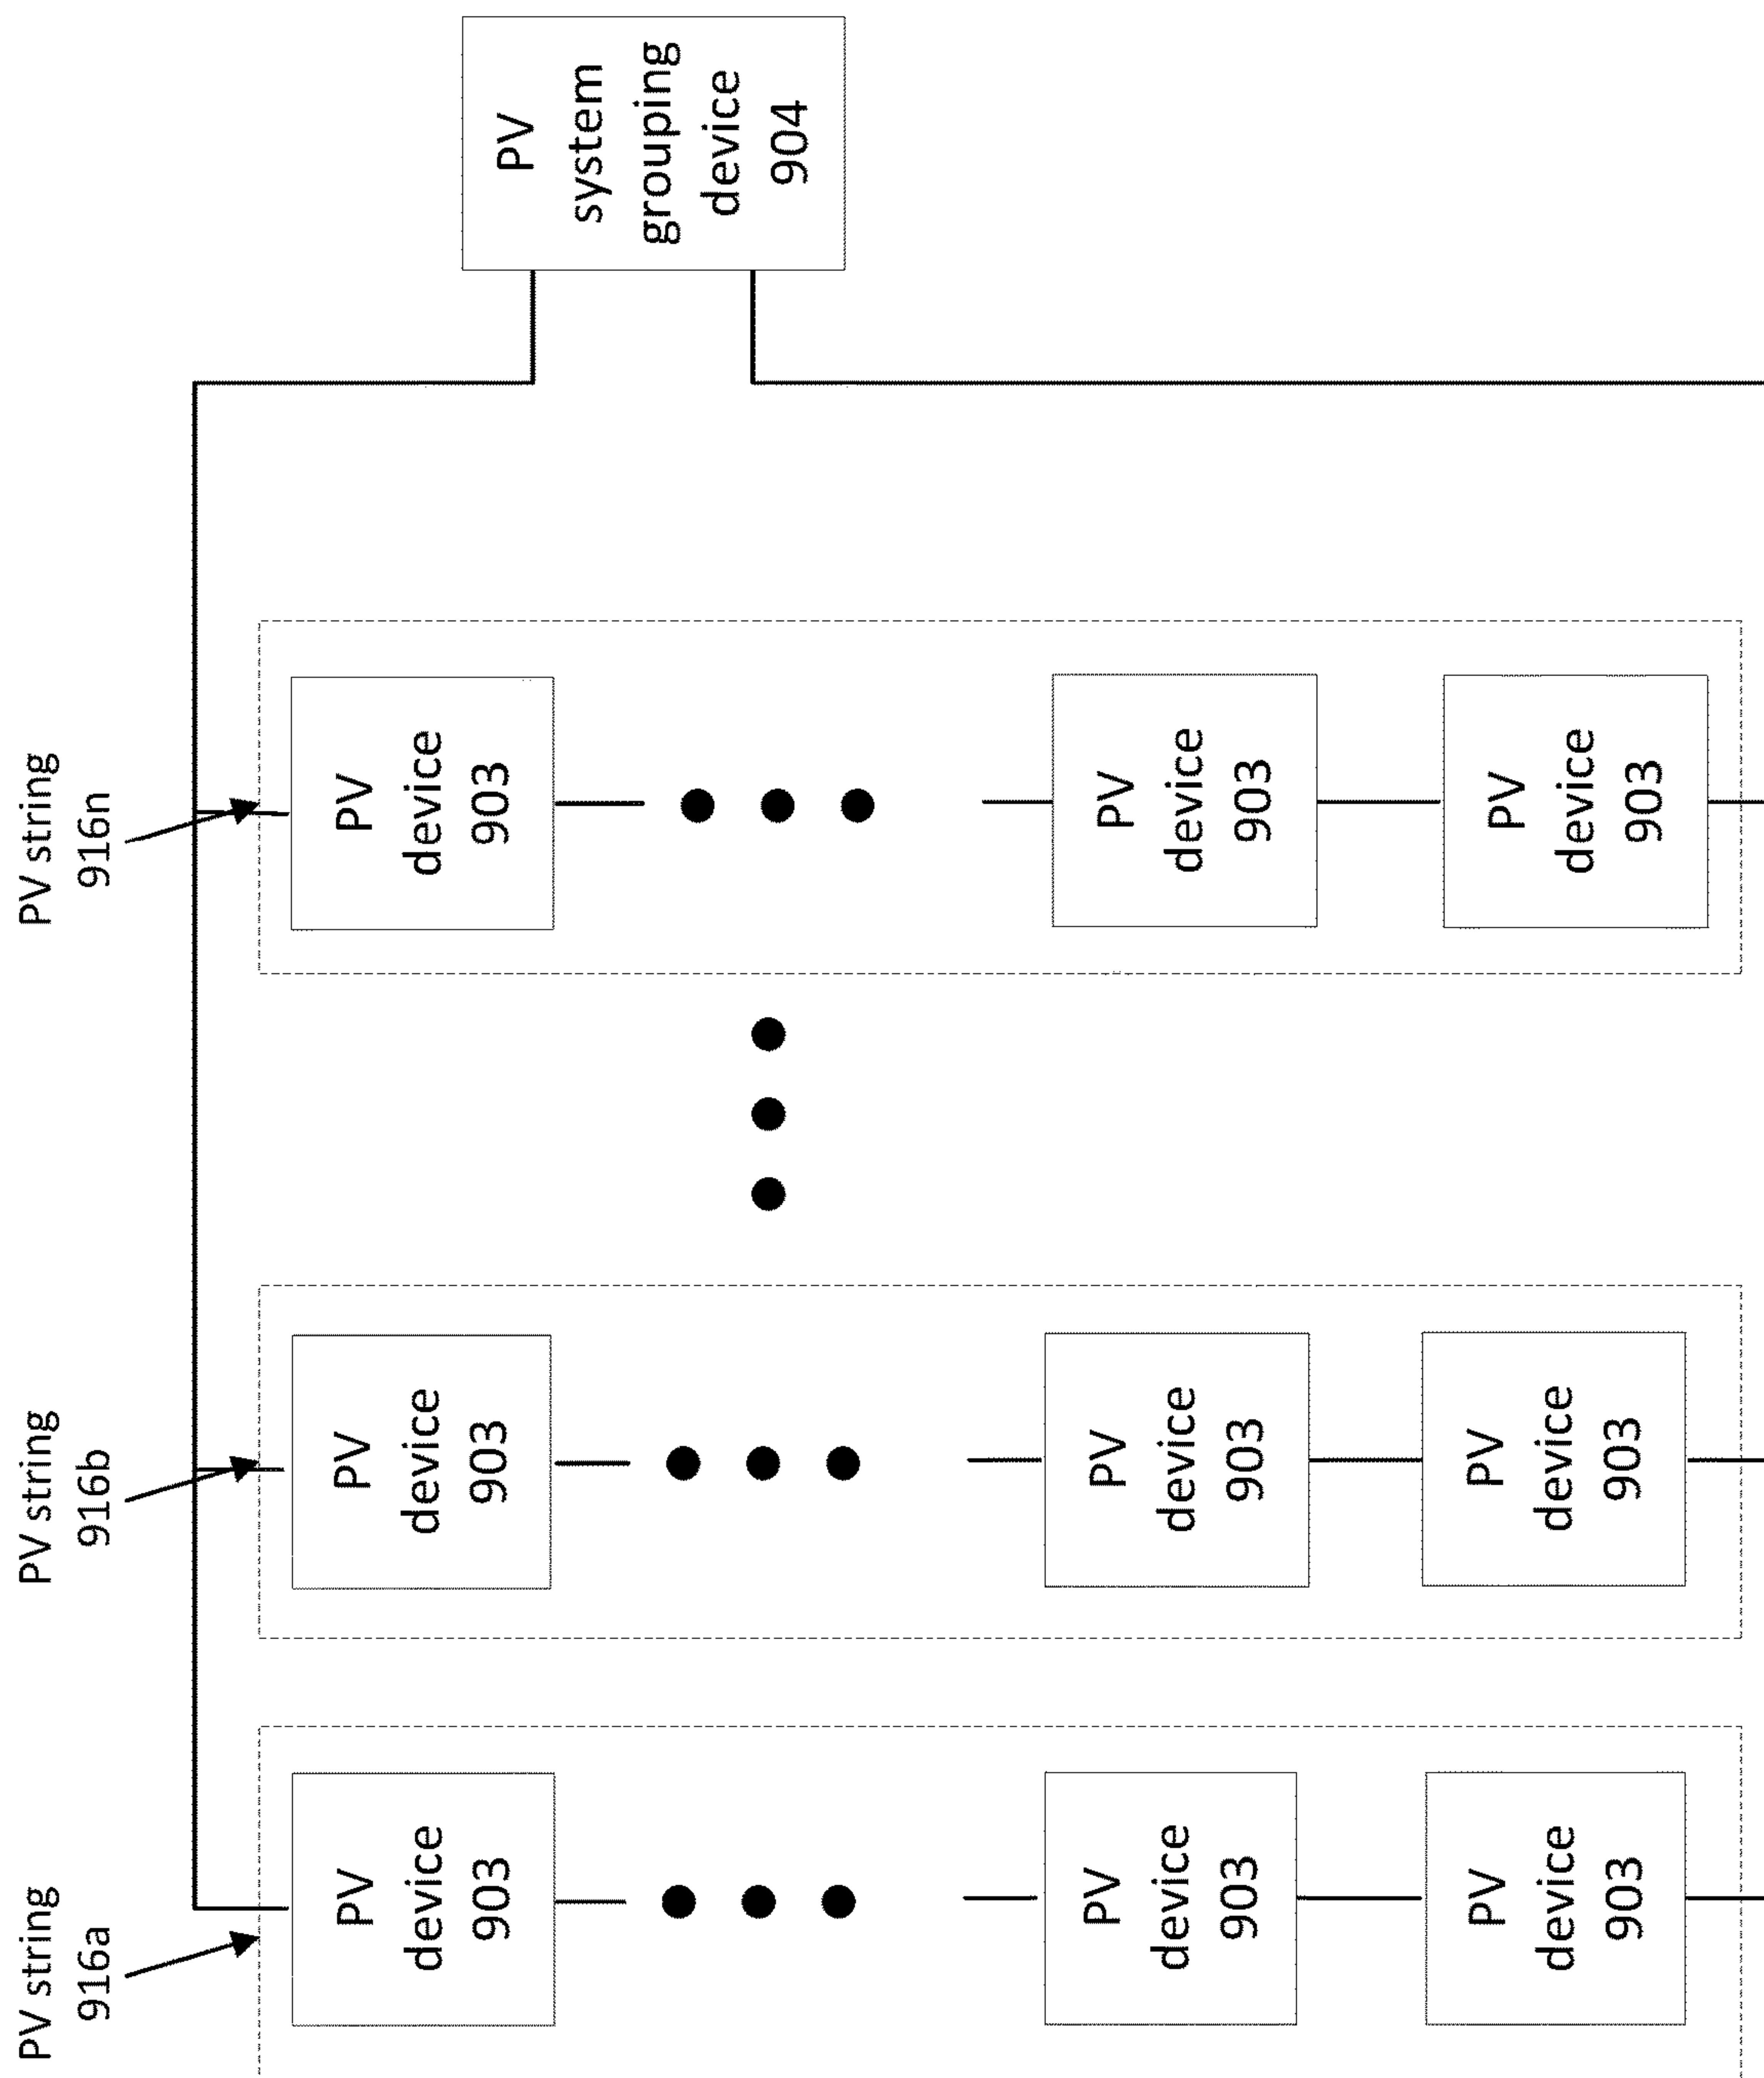 PV string
916a
PV string
916b
PV string
916n
PV
device
903
PV
device
903
PV
device
903
PV
system
grouping
device
904
PV
device
903
PV
device
903
PV
device
903
PV
device
903
PV
device
903
PV
device
903